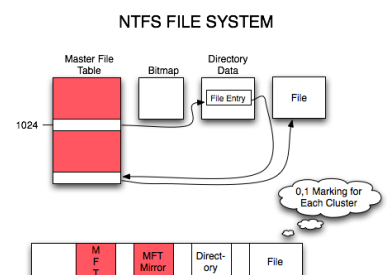 NTFS FILE SYSTEM
Master File
Table
Bitmap
Directory
Data
File Entry
File
1024
0,1 Marking for
Each Cluster
M
F
T
MFT
Mirror
Direct-
ory
File